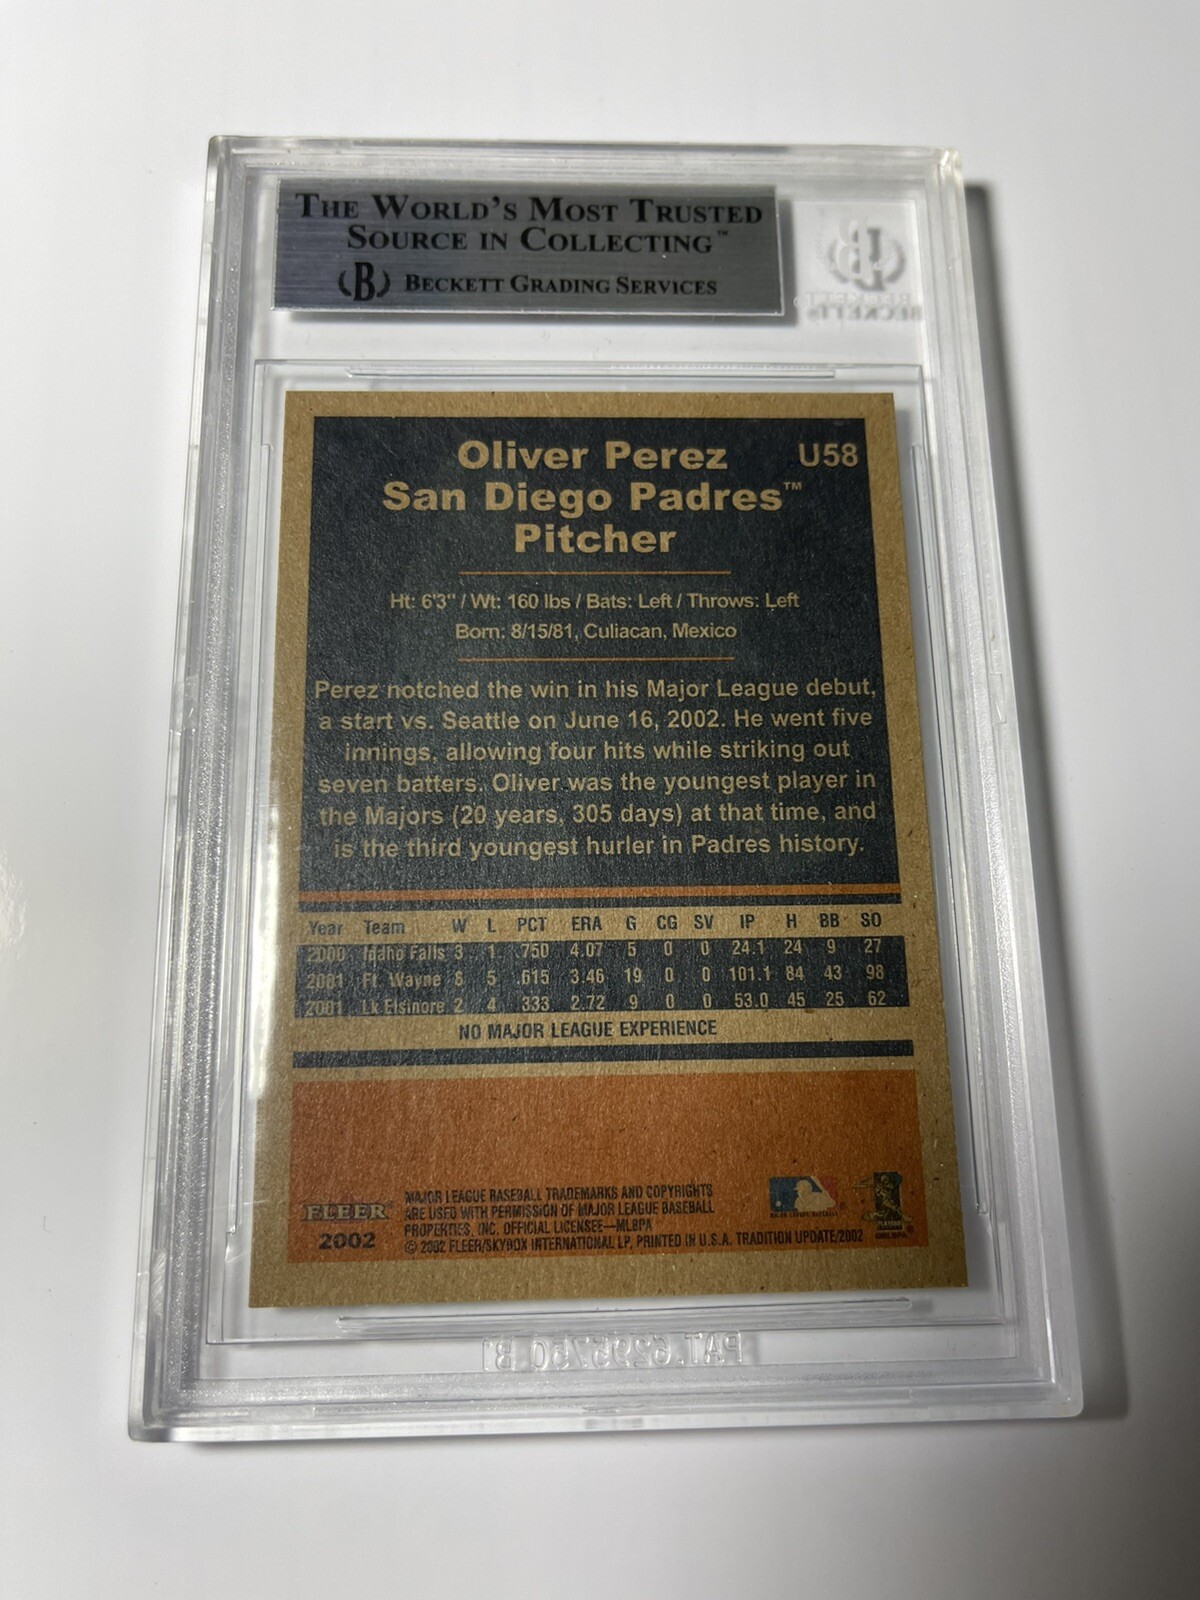 THE WORLD'S MOST TRUSTED
SOURCE IN COLLECTING™
B BECKETT GRADING SERVICES
B
BECKETT
Oliver Perez U58
San Diego Padres™
Pitcher
Ht: 6'3" / Wt: 160 lbs / Bats: Left / Throws: Left
Born: 8/15/81, Culiacan, Mexico
Perez notched the win in his Major League debut,
a start vs. Seattle on June 16, 2002. He went five
innings, allowing four hits while striking out
seven batters. Oliver was the youngest player in
the Majors (20 years, 305 days) at that time, and
is the third youngest hurler in Padres history.
Year Team W L PCT ERA G CG SV IP H BB SO
2000 Idaho Falls 3 1 .750 4.07 5 0 0 24.1 24 9 27
2001 Ft. Wayne 8 5 .615 3.46 19 0 0 101.1 84 43 98
2001 Lk Elsinore 2 4 .333 2.72 9 0 0 53.0 45 25 62
NO MAJOR LEAGUE EXPERIENCE
FLEER
2002
MAJOR LEAGUE BASEBALL TRADEMARKS AND COPYRIGHTS
ARE USED WITH PERMISSION OF MAJOR LEAGUE BASEBALL
PROPERTIES, INC. OFFICIAL LICENSEE—MLBPA
© 2002 FLEER/SKYBOX INTERNATIONAL LP, PRINTED IN U.S.A. TRADITION UPDATE/2002
PAT. 6295750 B1